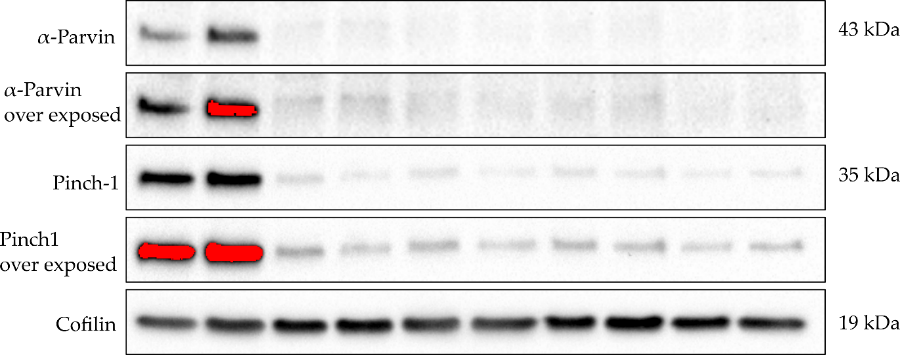 α-Parvin 43 kDa
α-Parvin
over exposed
Pinch-1 35 kDa
Pinch1
over exposed
Cofilin 19 kDa